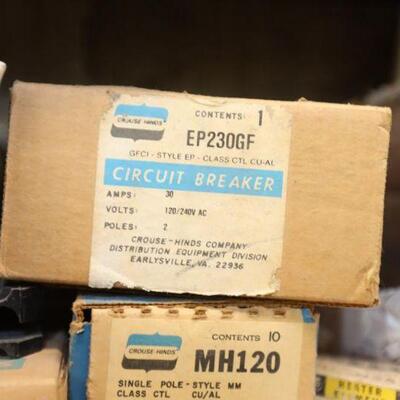 CROUSE-HINDS
CONTENTS: 1
EP230GF
GFCI - STYLE EP - CLASS CTL CU-AL
CIRCUIT BREAKER
AMPS: 30
VOLTS: 120/240V AC
POLES: 2
CROUSE-HINDS COMPANY
DISTRIBUTION EQUIPMENT DIVISION
EARLYSVILLE, VA. 22936
CROUSE-HINDS
CONTENTS 10
MH120
SINGLE POLE - STYLE MM
CLASS CTL CU/AL
HEATER